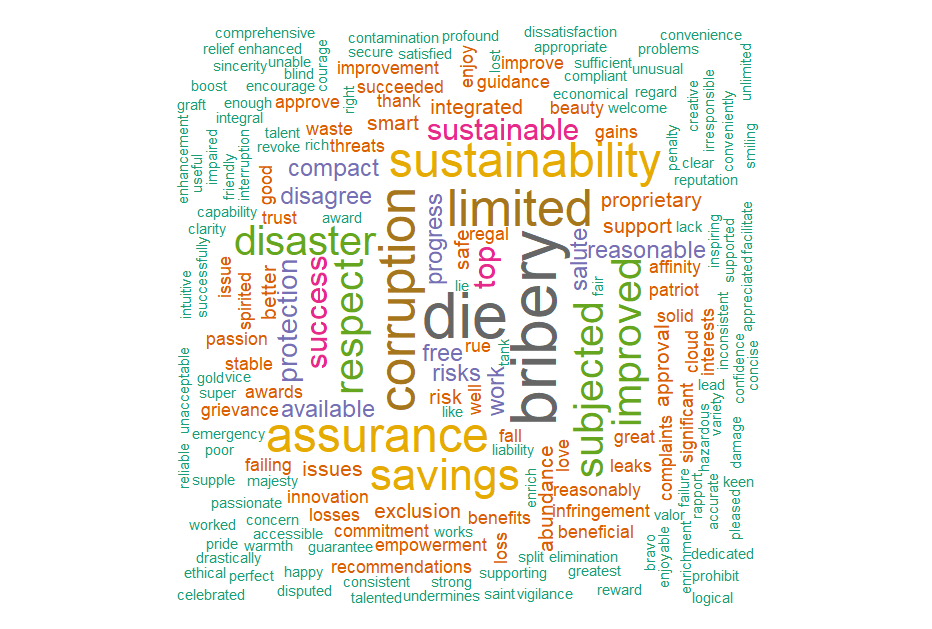 comprehensive
contamination
profound
dissatisfaction
convenience
relief
enhanced
courage
secure
satisfied
enjoy
lost
appropriate
problems
unlimited
sincerity
unable
blind
improvement
improve
sufficient
unusual
boost
encourage
right
succeeded
guidance
compliant
economical
regard
creative
irresponsible
graft
enough
approve
thank
integrated
beauty
welcome
conveniently
smiling
enhancement
integral
talent
waste
smart
sustainable
gains
penalty
useful
impaired
friendly
interruption
revoke
rich
threats
sustainability
clear
good
compact
reputation
disagree
corruption
progress
limited
proprietary
capability
trust
award
support
lack
inspiring
supported
facilitate
clarity
disaster
safe
regal
top
bribery
salute
reasonable
intuitive
successfully
issue
spirited
better
protection
success
respect
lie
fair
improved
affinity
appreciated
die
subjected
patriot
inconsistent
passion
free
rue
tank
solid
cloud
interests
confidence
concise
unacceptable
stable
risks
work
approval
gold
vice
super
awards
risk
well
lead
grievance
available
like
complaints
significant
hazardous
variety
damage
emergency
assurance
fall
great
poor
liability
love
reliable
failing
issues
savings
leaks
failure
rapport
accurate
keen
supple
majesty
enrich
abundance
reasonably
pleased
passionate
innovation
losses
exclusion
benefits
infringement
valor
worked
concern
accessible
commitment
works
beneficial
bravo
enjoyable
enrichment
pride
warmth
guarantee
empowerment
loss
split
elimination
dedicated
drastically
ethical
perfect
happy
recommendations
consistent
strong
supporting
greatest
prohibit
celebrated
disputed
talented
undermines
saint
vigilance
reward
logical